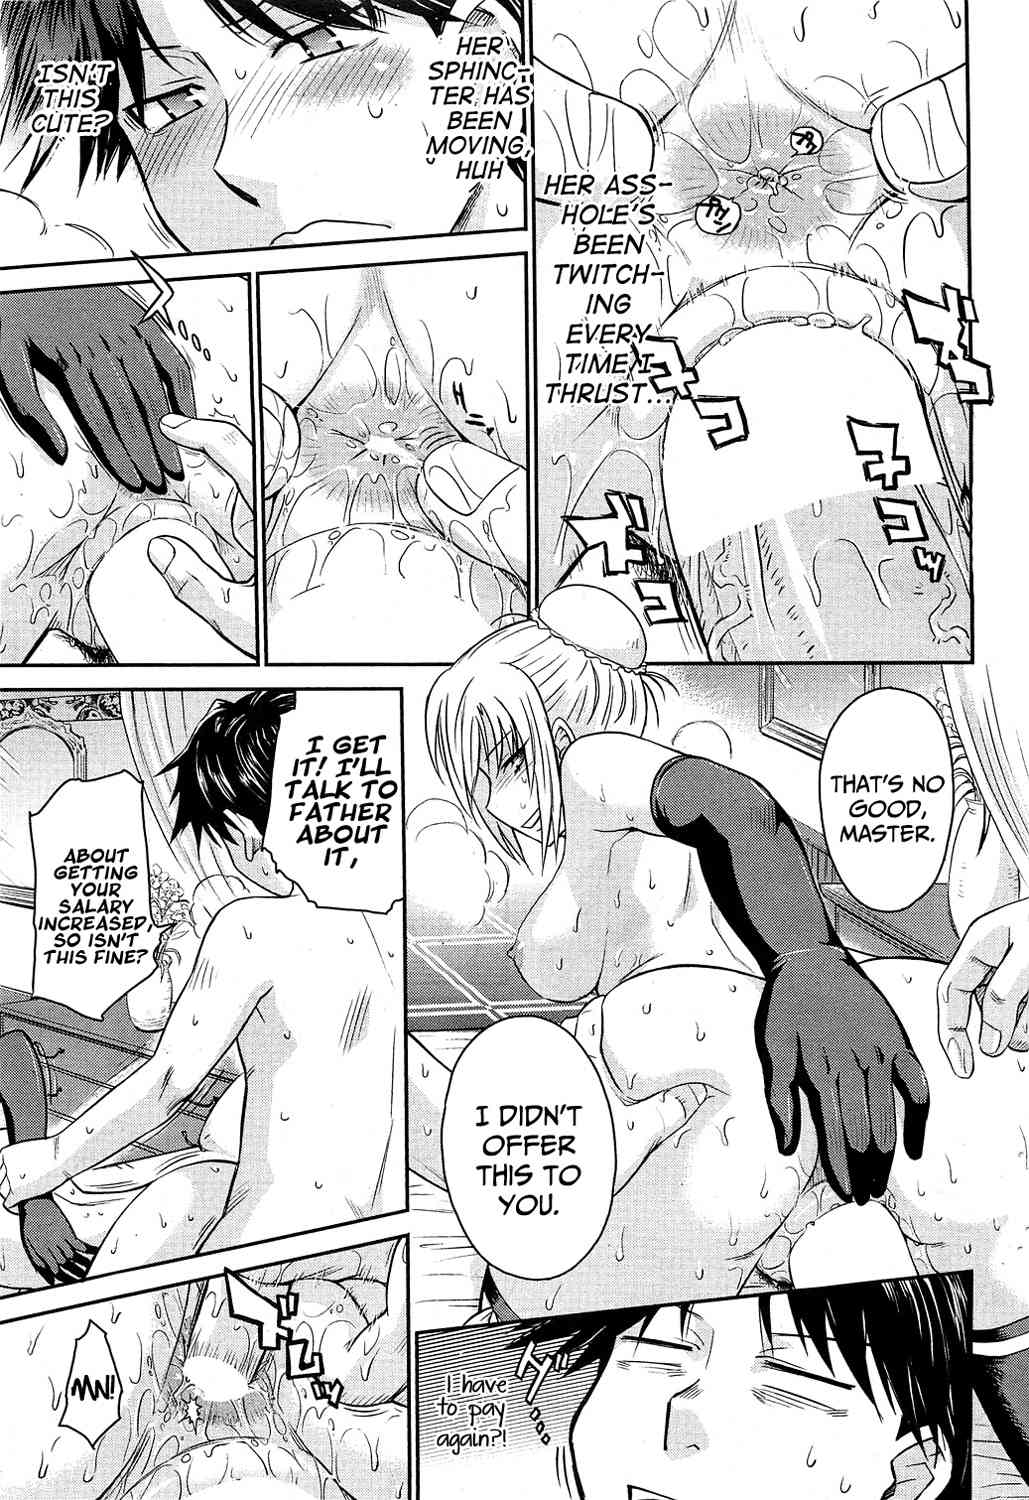 HER ASS-
HOLE'S
BEEN
TWITCH-
ING
EVERY
TIME I
THRUST...
HER
SPHINC-
TER HAS
BEEN
MOVING,
HUH
ISN'T
THIS
CUTE?
THAT'S NO
GOOD,
MASTER.
I DIDN'T
OFFER
THIS TO
YOU.
I GET
IT! I'LL
TALK TO
FATHER
ABOUT
IT,
ABOUT
GETTING
YOUR
SALARY
INCREASED,
SO ISN'T
THIS FINE?
I have
to pay
again?!
MN!